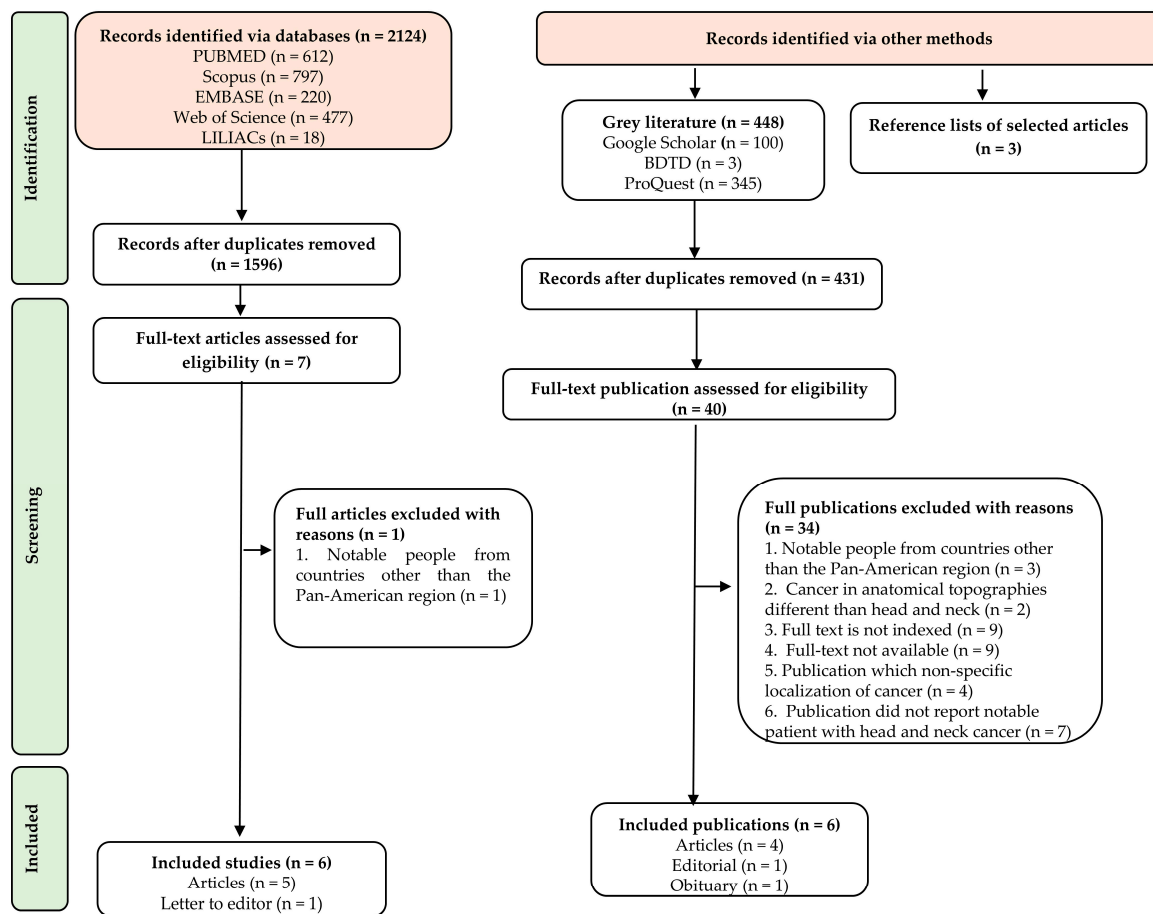 Identification
Records identified via databases (n = 2124)
PUBMED (n = 612)
Scopus (n = 797)
EMBASE (n = 220)
Web of Science (n = 477)
LILIACs (n = 18)
Records after duplicates removed
(n = 1596)
Records identified via other methods
Grey literature (n = 448)
Google Scholar (n = 100)
BDTD (n = 3)
ProQuest (n = 345)
Reference lists of selected articles
(n = 3)
Records after duplicates removed (n = 431)
Screening
Full-text articles assessed for
eligibility (n = 7)
Full articles excluded with
reasons (n = 1)
1. Notable people from
countries other than the
Pan-American region (n = 1)
Full-text publication assessed for eligibility
(n = 40)
Full publications excluded with reasons
(n = 34)
1. Notable people from countries other
than the Pan-American region (n = 3)
2. Cancer in anatomical topographies
different than head and neck (n = 2)
3. Full text is not indexed (n = 9)
4. Full-text not available (n = 9)
5. Publication which non-specific
localization of cancer (n = 4)
6. Publication did not report notable
patient with head and neck cancer (n = 7)
Included
Included studies (n = 6)
Articles (n = 5)
Letter to editor (n = 1)
Included publications (n = 6)
Articles (n = 4)
Editorial (n = 1)
Obituary (n = 1)